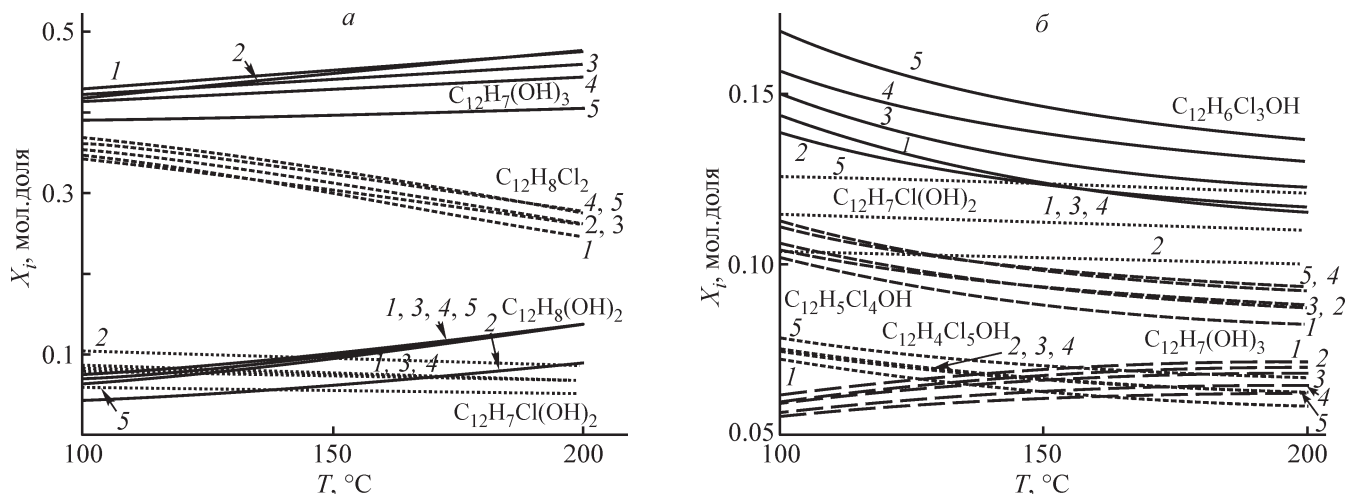 а
0.5
0.3
0.1
100
150
200
T, °C
Xᵢ, мол.доля
1
2
3
4
C₁₂H₇(OH)₃
5
C₁₂H₈Cl₂
4, 5
2, 3
1
C₁₂H₈(OH)₂
1, 3, 4, 5
2
2
1, 3, 4
5
C₁₂H₇Cl(OH)₂
б
0.15
0.10
0.05
100
150
200
T, °C
Xᵢ, мол.доля
5
4
C₁₂H₆Cl₃OH
3
1
2
5
C₁₂H₇Cl(OH)₂
1, 3, 4
2
5, 4
C₁₂H₅Cl₄OH
3, 2
1
5
C₁₂H₄Cl₅OH
C₁₂H₇(OH)₃
2, 3, 4
1
1
2
3
4
5